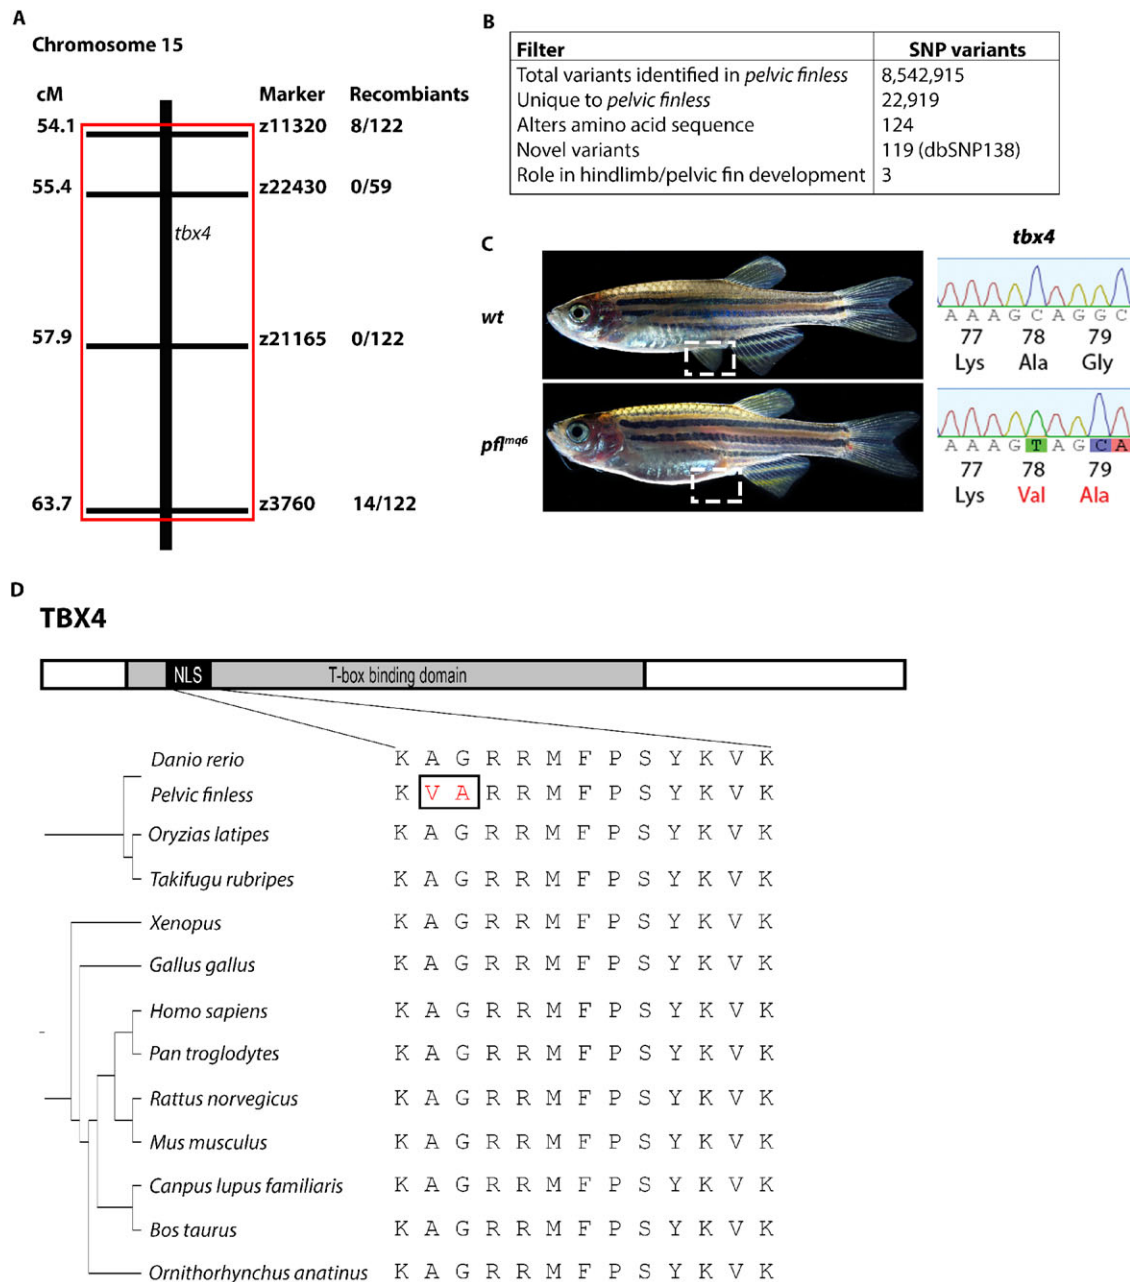 A
Chromosome 15
cM Marker Recombiants
54.1 z11320 8/122
55.4 z22430 0/59
tbx4
57.9 z21165 0/122
63.7 z3760 14/122
B
Filter SNP variants
Total variants identified in pelvic finless 8,542,915
Unique to pelvic finless 22,919
Alters amino acid sequence 124
Novel variants 119 (dbSNP138)
Role in hindlimb/pelvic fin development 3
C
tbx4
wt
A A A G C A G G C
77 78 79
Lys Ala Gly
pfl^mq6
A A A G T A G C A
77 78 79
Lys Val Ala
D
TBX4
NLS T-box binding domain
Danio rerio K A G R R M F P S Y K V K
Pelvic finless K V A R R M F P S Y K V K
Oryzias latipes K A G R R M F P S Y K V K
Takifugu rubripes K A G R R M F P S Y K V K
Xenopus K A G R R M F P S Y K V K
Gallus gallus K A G R R M F P S Y K V K
Homo sapiens K A G R R M F P S Y K V K
Pan troglodytes K A G R R M F P S Y K V K
Rattus norvegicus K A G R R M F P S Y K V K
Mus musculus K A G R R M F P S Y K V K
Canpus lupus familiaris K A G R R M F P S Y K V K
Bos taurus K A G R R M F P S Y K V K
Ornithorhynchus anatinus K A G R R M F P S Y K V K